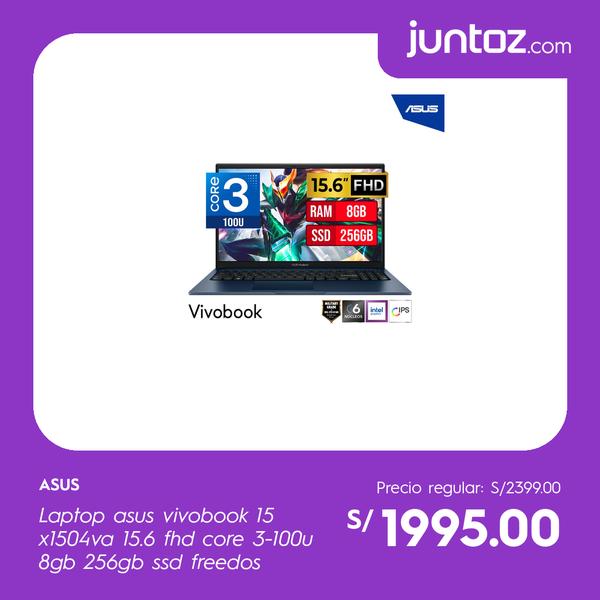 juntoz.com
ASUS
CORE 3
100U
15.6" FHD
RAM 8GB
SSD 256GB
Vivobook
6 NÚCLEOS
intel
IPS
ASUS
Laptop asus vivobook 15
x1504va 15.6 fhd core 3-100u
8gb 256gb ssd freedos
Precio regular: S/2399.00
S/ 1995.00